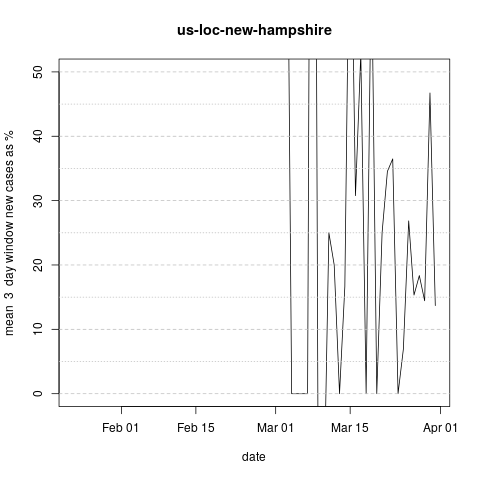 us-loc-new-hampshire
mean 3 day window new cases as %
50
40
30
20
10
0
Feb 01 Feb 15 Mar 01 Mar 15 Apr 01
date